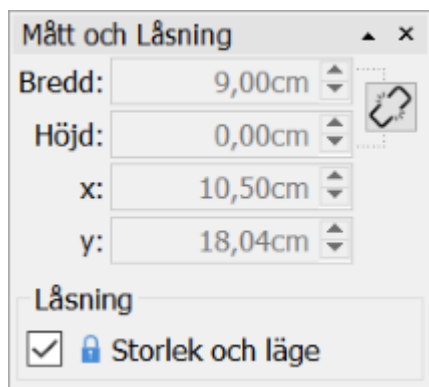 Mått och Låsning
Bredd: 9,00cm
Höjd: 0,00cm
x: 10,50cm
y: 18,04cm
Låsning
Storlek och läge